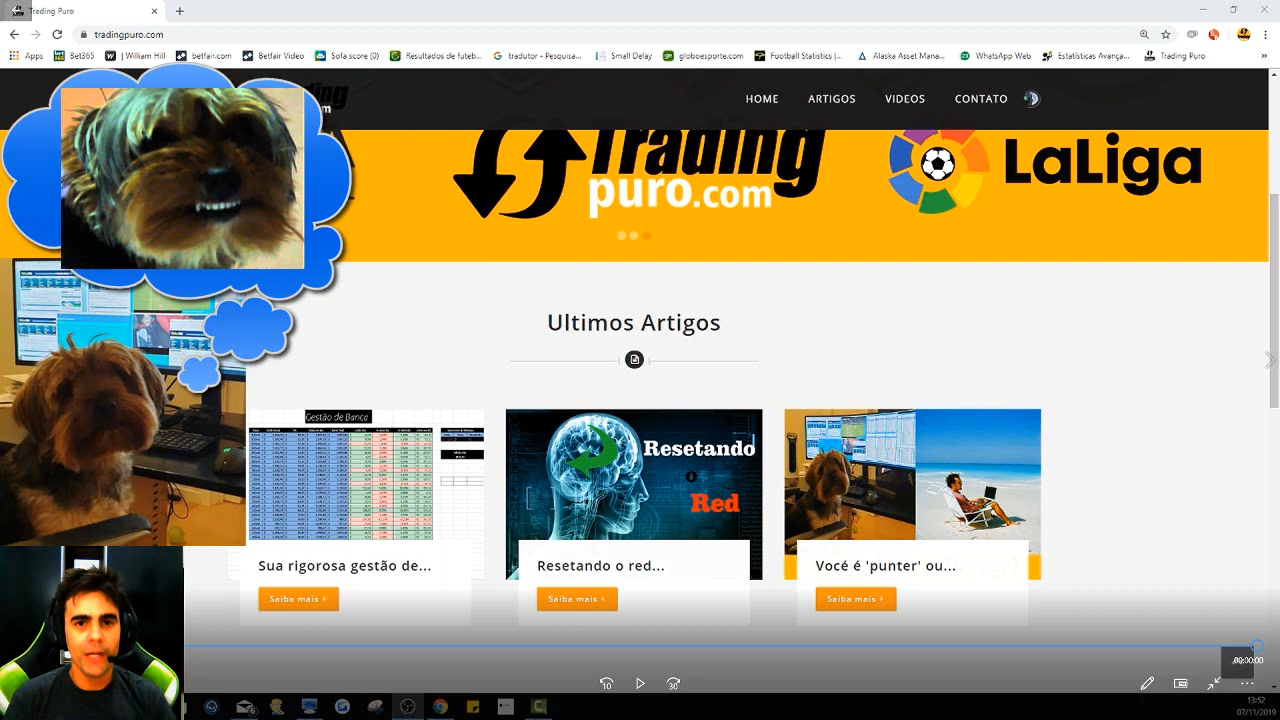 Trading Puro
tradingpuro.com
Apps
Bet365
William Hill
betfair.com
Betfair Video
Sofa score (0)
Resultados de futeb...
tradutor - Pesquisa...
Small Delay
globoesporte.com
Football Statistics |...
Alaska Asset Mana...
WhatsApp Web
Estatísticas Avanç...
Trading Puro
HOME
ARTIGOS
VIDEOS
CONTATO
Trading
puro.com
LaLiga
Ultimos Artigos
Gestão de Banca
Resetando
o
Red
Sua rigorosa gestão de...
Resetando o red...
Você é 'punter' ou...
Saiba mais +
Saiba mais +
Saiba mais +
10
30
13:52
07/11/2019